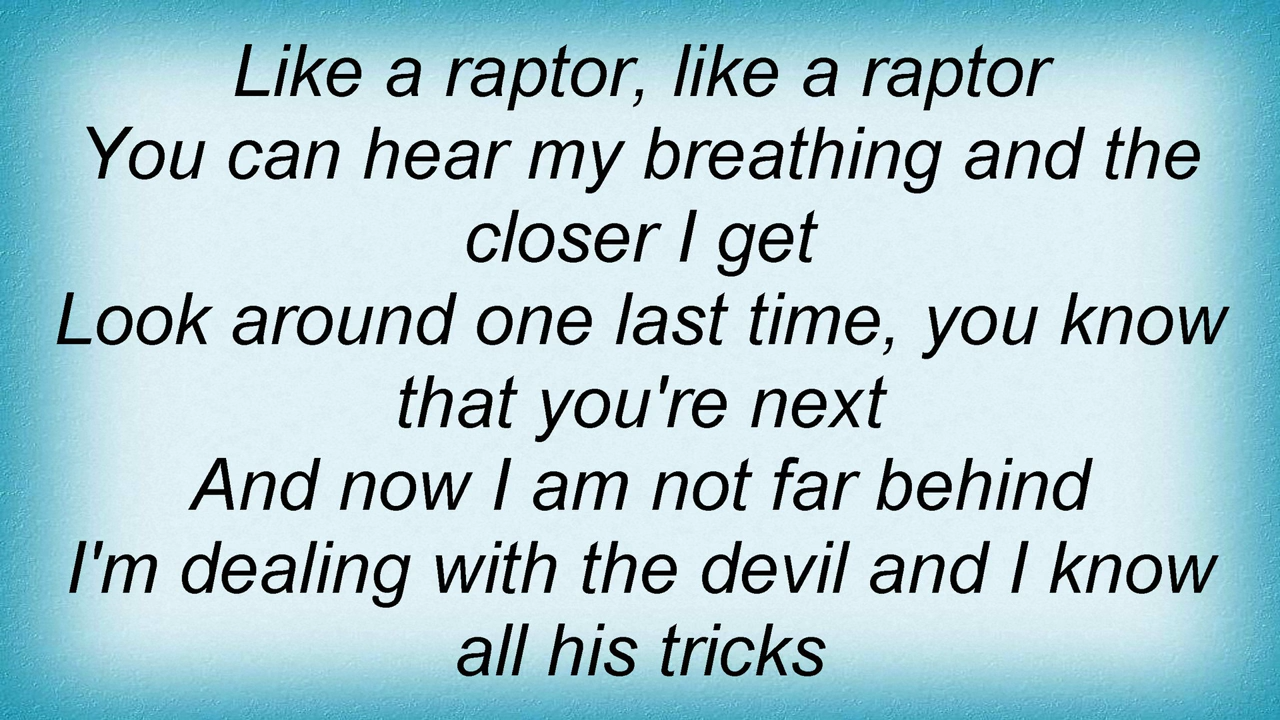 Like a raptor, like a raptor
You can hear my breathing and the
closer I get
Look around one last time, you know
that you're next
And now I am not far behind
I'm dealing with the devil and I know
all his tricks